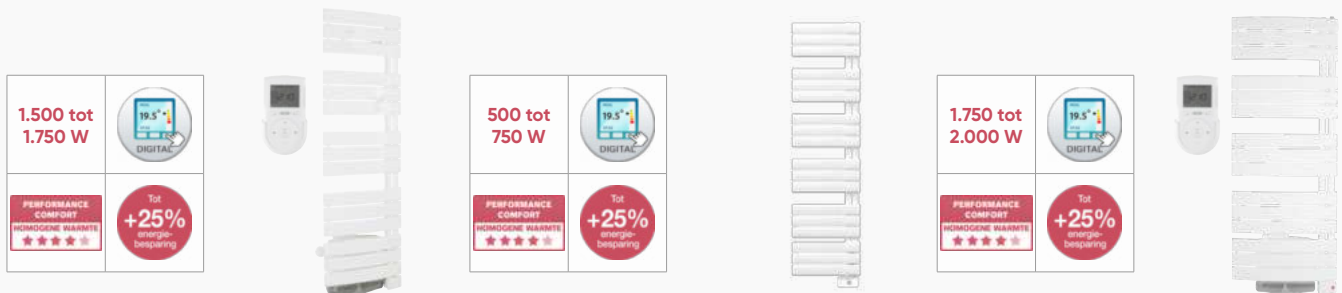 1.500 tot
1.750 W
19.5°
DIGITAL
PERFORMANCE
COMFORT
HOMOGENE WARMTE
Tot
+25%
energie-
besparing
500 tot
750 W
19.5°
DIGITAL
PERFORMANCE
COMFORT
HOMOGENE WARMTE
Tot
+25%
energie-
besparing
1.750 tot
2.000 W
19.5°
DIGITAL
PERFORMANCE
COMFORT
HOMOGENE WARMTE
Tot
+25%
energie-
besparing